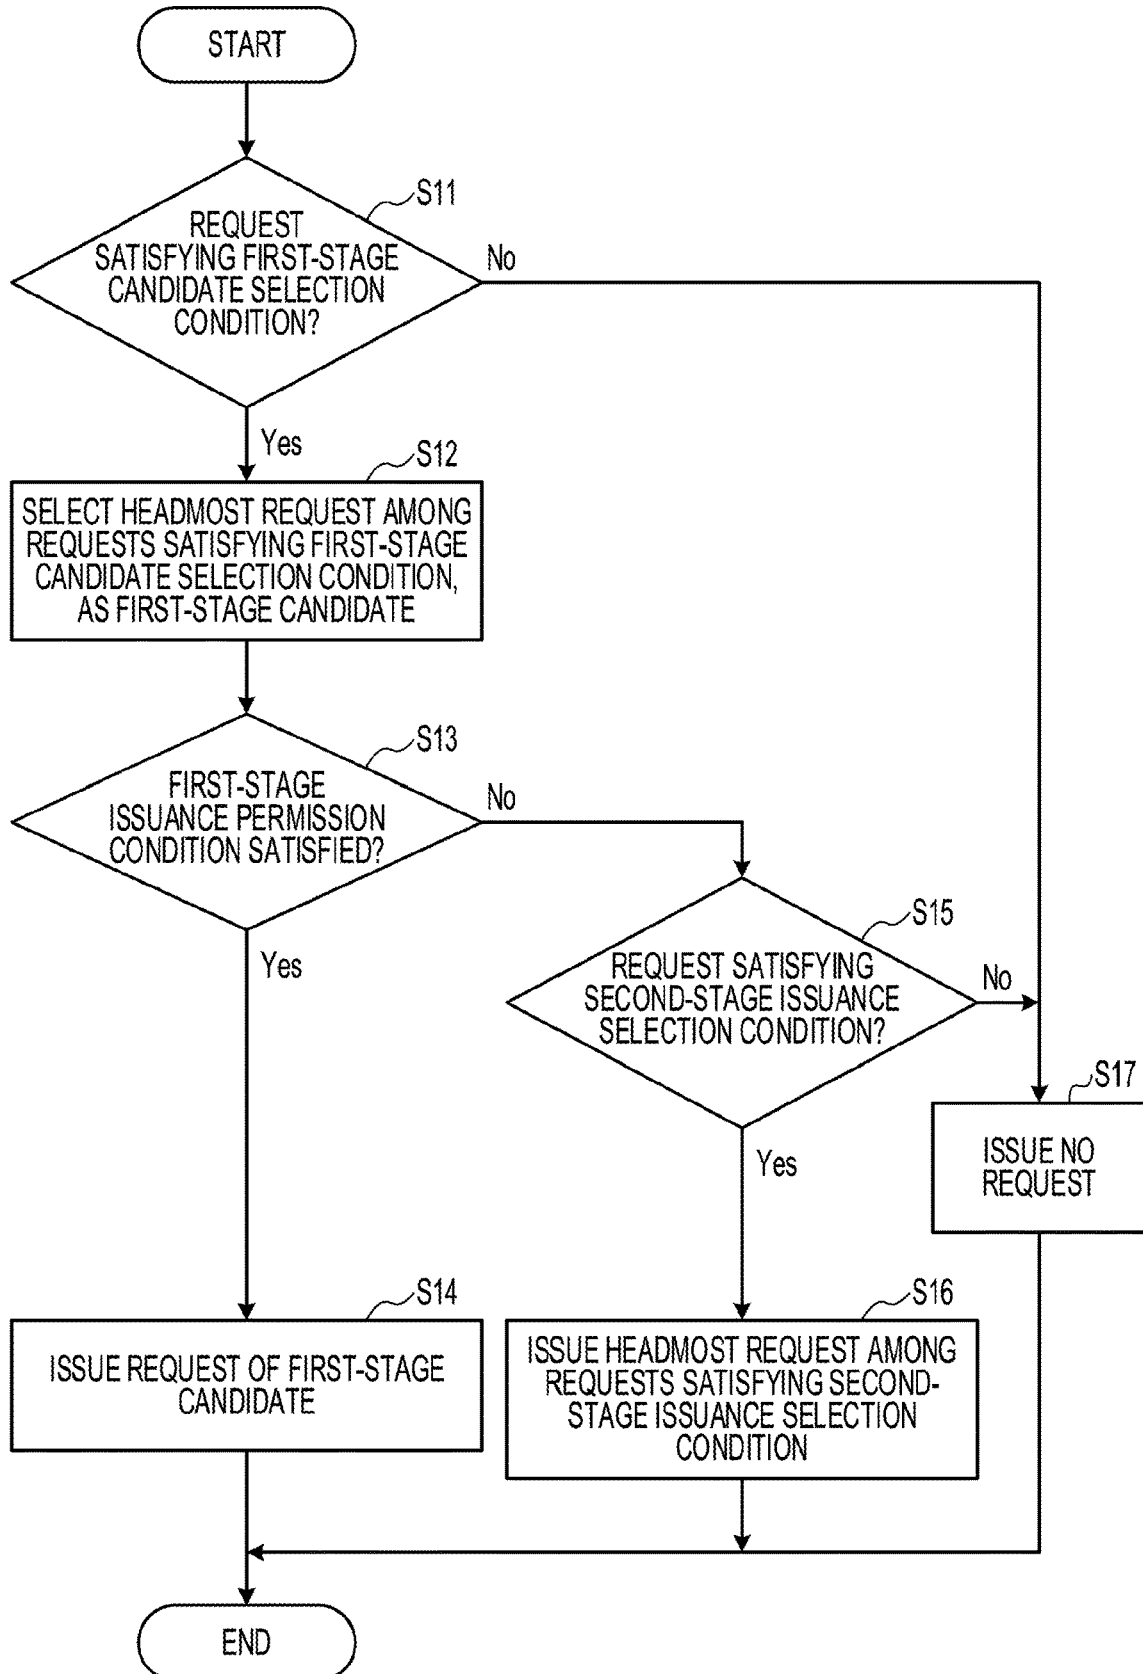 START
S11
REQUEST
SATISFYING FIRST-STAGE
CANDIDATE SELECTION
CONDITION?
No
Yes
S12
SELECT HEADMOST REQUEST AMONG
REQUESTS SATISFYING FIRST-STAGE
CANDIDATE SELECTION CONDITION,
AS FIRST-STAGE CANDIDATE
S13
FIRST-STAGE
ISSUANCE PERMISSION
CONDITION SATISFIED?
No
Yes
S15
REQUEST SATISFYING
SECOND-STAGE ISSUANCE
SELECTION CONDITION?
No
Yes
S17
ISSUE NO
REQUEST
S14
ISSUE REQUEST OF FIRST-STAGE
CANDIDATE
S16
ISSUE HEADMOST REQUEST AMONG
REQUESTS SATISFYING SECOND-
STAGE ISSUANCE SELECTION
CONDITION
END